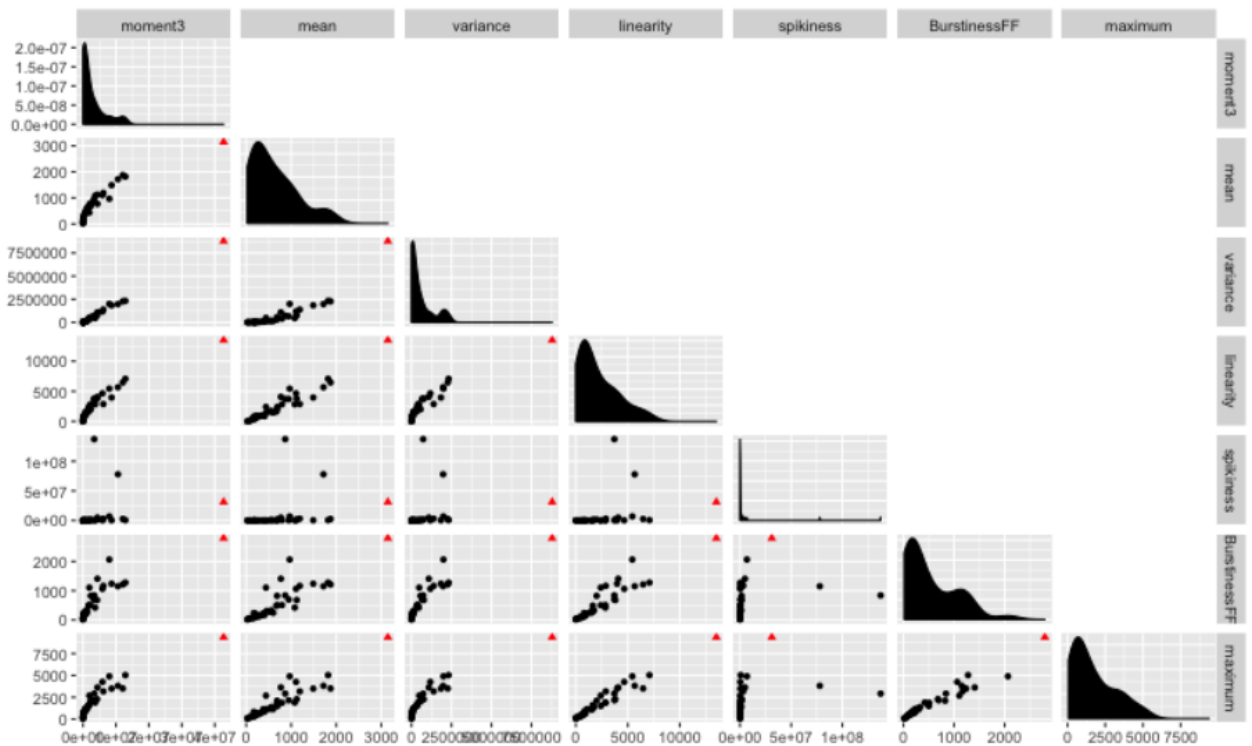 moment3 mean variance linearity spikiness BurstinessFF maximum
2.0e-07
1.5e-07
1.0e-07
5.0e-08
0.0e+00
moment3
3000
2000
1000
0
mean
7500000
5000000
2500000
0
variance
10000
5000
0
linearity
1e+08
5e+07
0e+00
spikiness
2000
1000
0
BurstinessFF
7500
5000
2500
0
maximum
0 1000 2000 3000 0 5000 10000 0e+00 5e+07 1e+08 0 1000 2000 0 2500 5000 7500